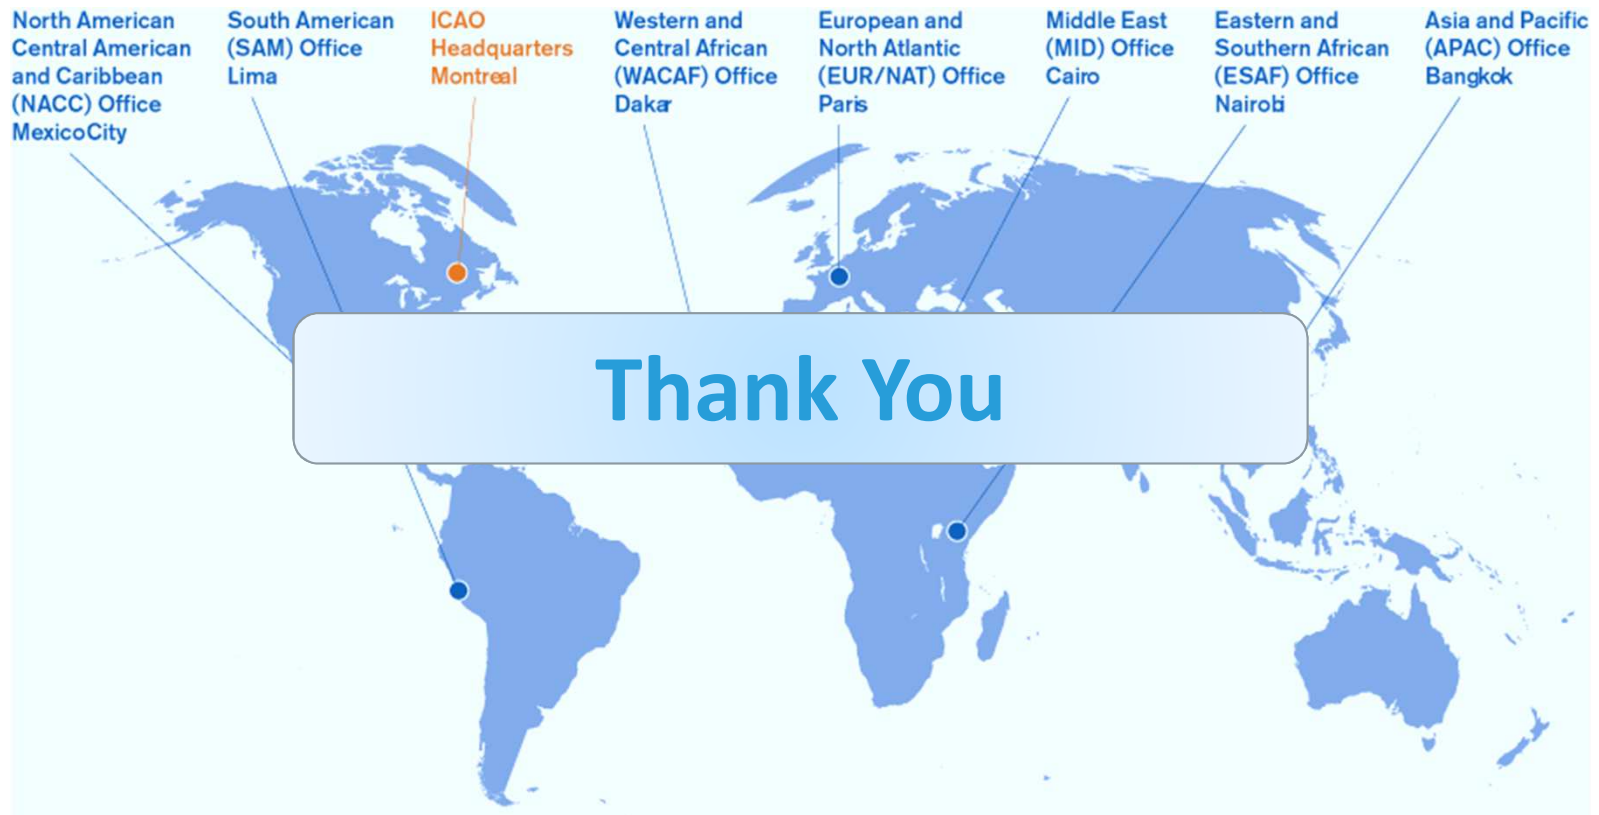 North American
Central American
and Caribbean
(NACC) Office
MexicoCity
South American
(SAM) Office
Lima
ICAO
Headquarters
Montreal
Western and
Central African
(WACAF) Office
Dakar
European and
North Atlantic
(EUR/NAT) Office
Paris
Middle East
(MID) Office
Cairo
Eastern and
Southern African
(ESAF) Office
Nairobi
Asia and Pacific
(APAC) Office
Bangkok
Thank You